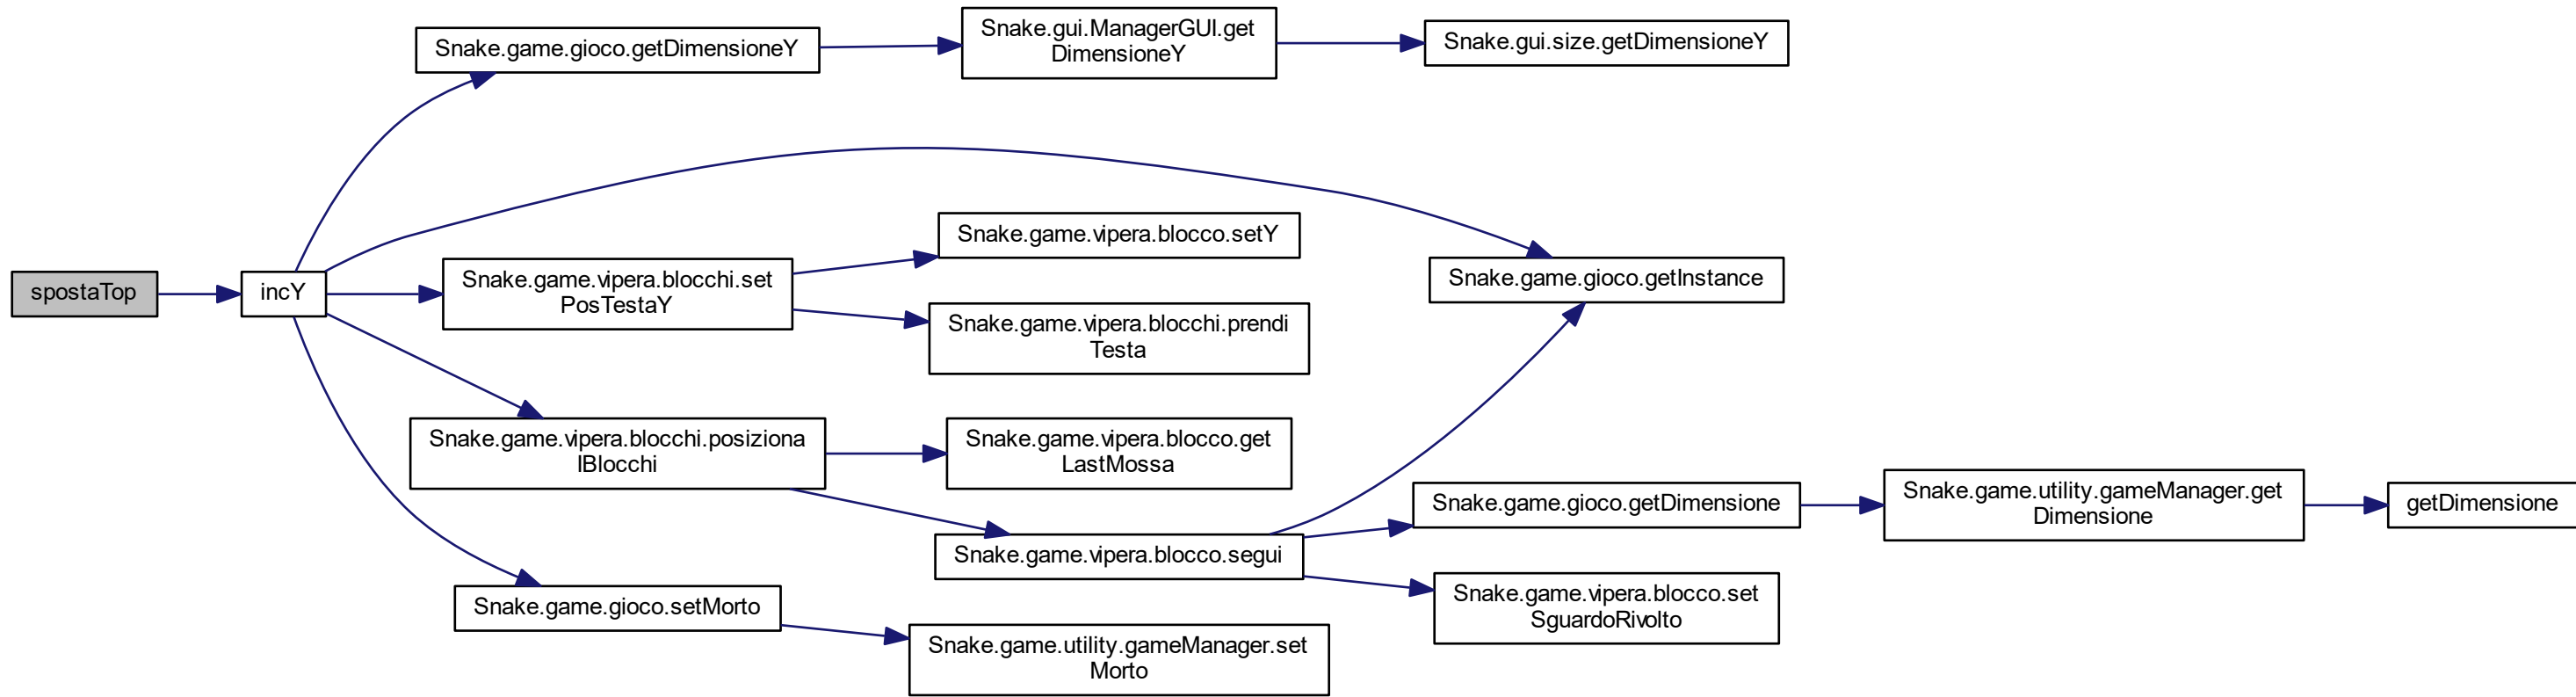 spostaTop
incY
Snake.game.gioco.getDimensioneY
Snake.gui.ManagerGUI.get
DimensioneY
Snake.gui.size.getDimensioneY
Snake.game.gioco.getInstance
Snake.game.vipera.blocchi.set
PosTestaY
Snake.game.vipera.blocco.setY
Snake.game.vipera.blocchi.prendi
Testa
Snake.game.vipera.blocchi.posiziona
IBlocchi
Snake.game.vipera.blocco.get
LastMossa
Snake.game.vipera.blocco.segui
Snake.game.gioco.getDimensione
Snake.game.utility.gameManager.get
Dimensione
getDimensione
Snake.game.vipera.blocco.set
SguardoRivolto
Snake.game.gioco.setMorto
Snake.game.utility.gameManager.set
Morto